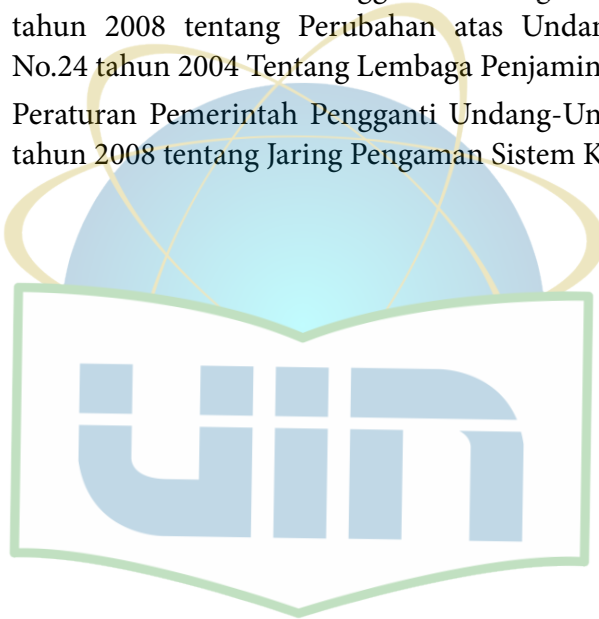 tahun 2008 tentang Perubahan atas Undan
No.24 tahun 2004 Tentang Lembaga Penjamin
Peraturan Pemerintah Pengganti Undang-Un
tahun 2008 tentang Jaring Pengaman Sistem K
uin